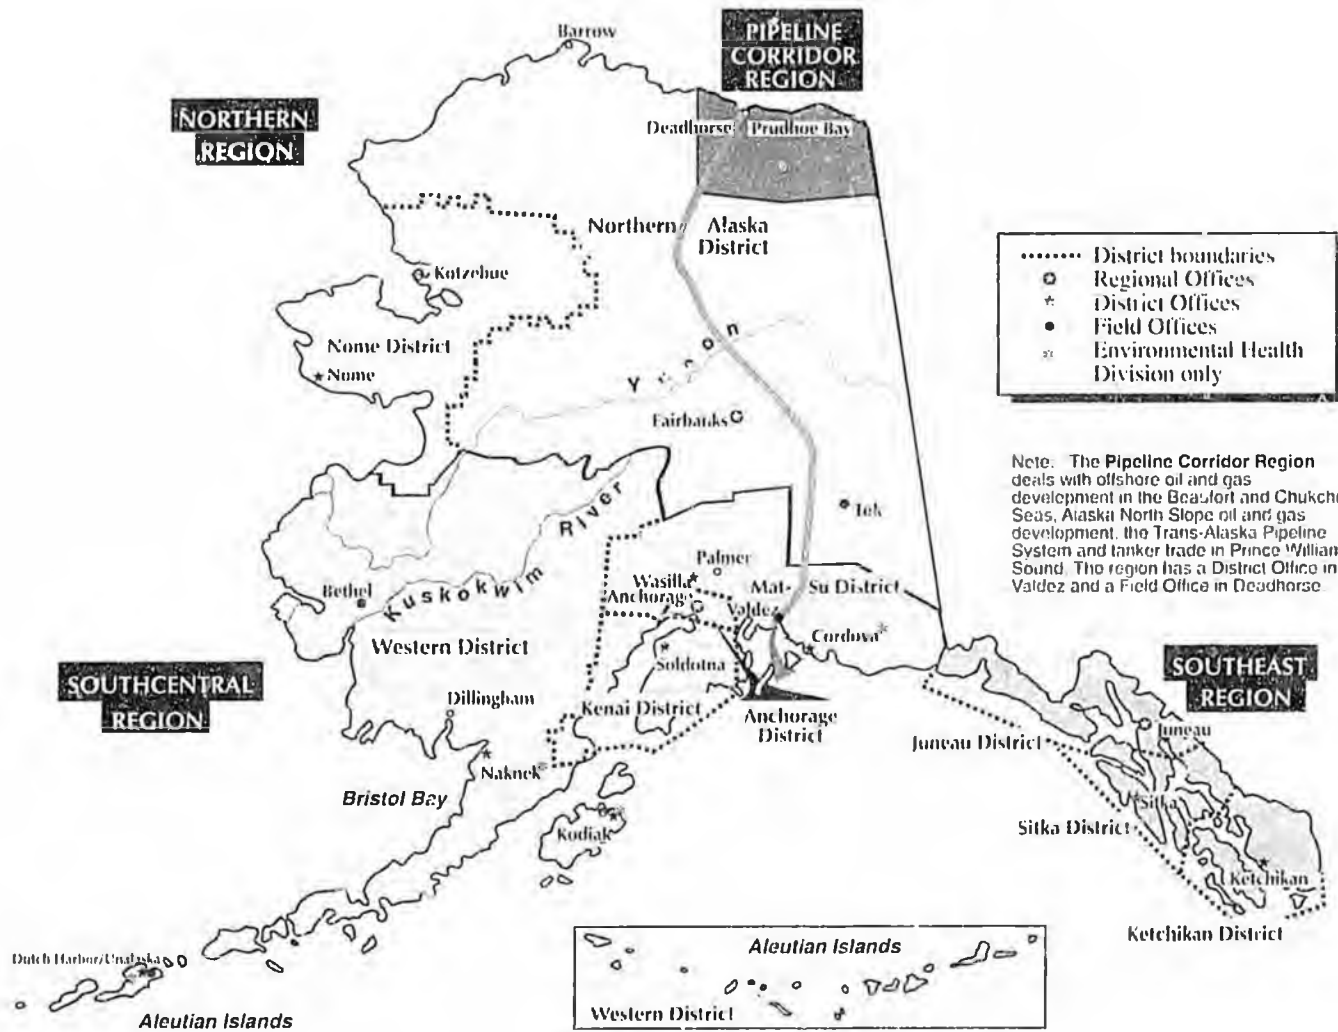 Barrow
PIPELINE
CORRIDOR
REGION
NORTHERN
REGION
Deadhorse
Prudhoe Bay
Northern
Alaska
District
Kotzebue
Nome District
Nome
Yukon
Fairbanks
District boundaries
Regional Offices
District Offices
Field Offices
Environmental Health
Division only
Note: The Pipeline Corridor Region
deals with offshore oil and gas
development in the Beaufort and Chukchi
Seas, Alaska North Slope oil and gas
development, the Trans-Alaska Pipeline
System and tanker trade in Prince William
Sound. The region has a District Office in
Valdez and a Field Office in Deadhorse.
Tok
Kuskokwim River
Bethel
Palmer
Wasilla
Anchorage
Mat-Su District
Valdez
Cordova
Western District
Soldotna
SOUTHCENTRAL
REGION
Dillingham
Kenai District
Anchorage
District
SOUTHEAST
REGION
Juneau
Juneau District
Naknek
Bristol Bay
Kodiak
Sitka
Sitka District
Ketchikan
Ketchikan District
Dutch Harbor/Unalaska
Aleutian Islands
Aleutian Islands
Western District